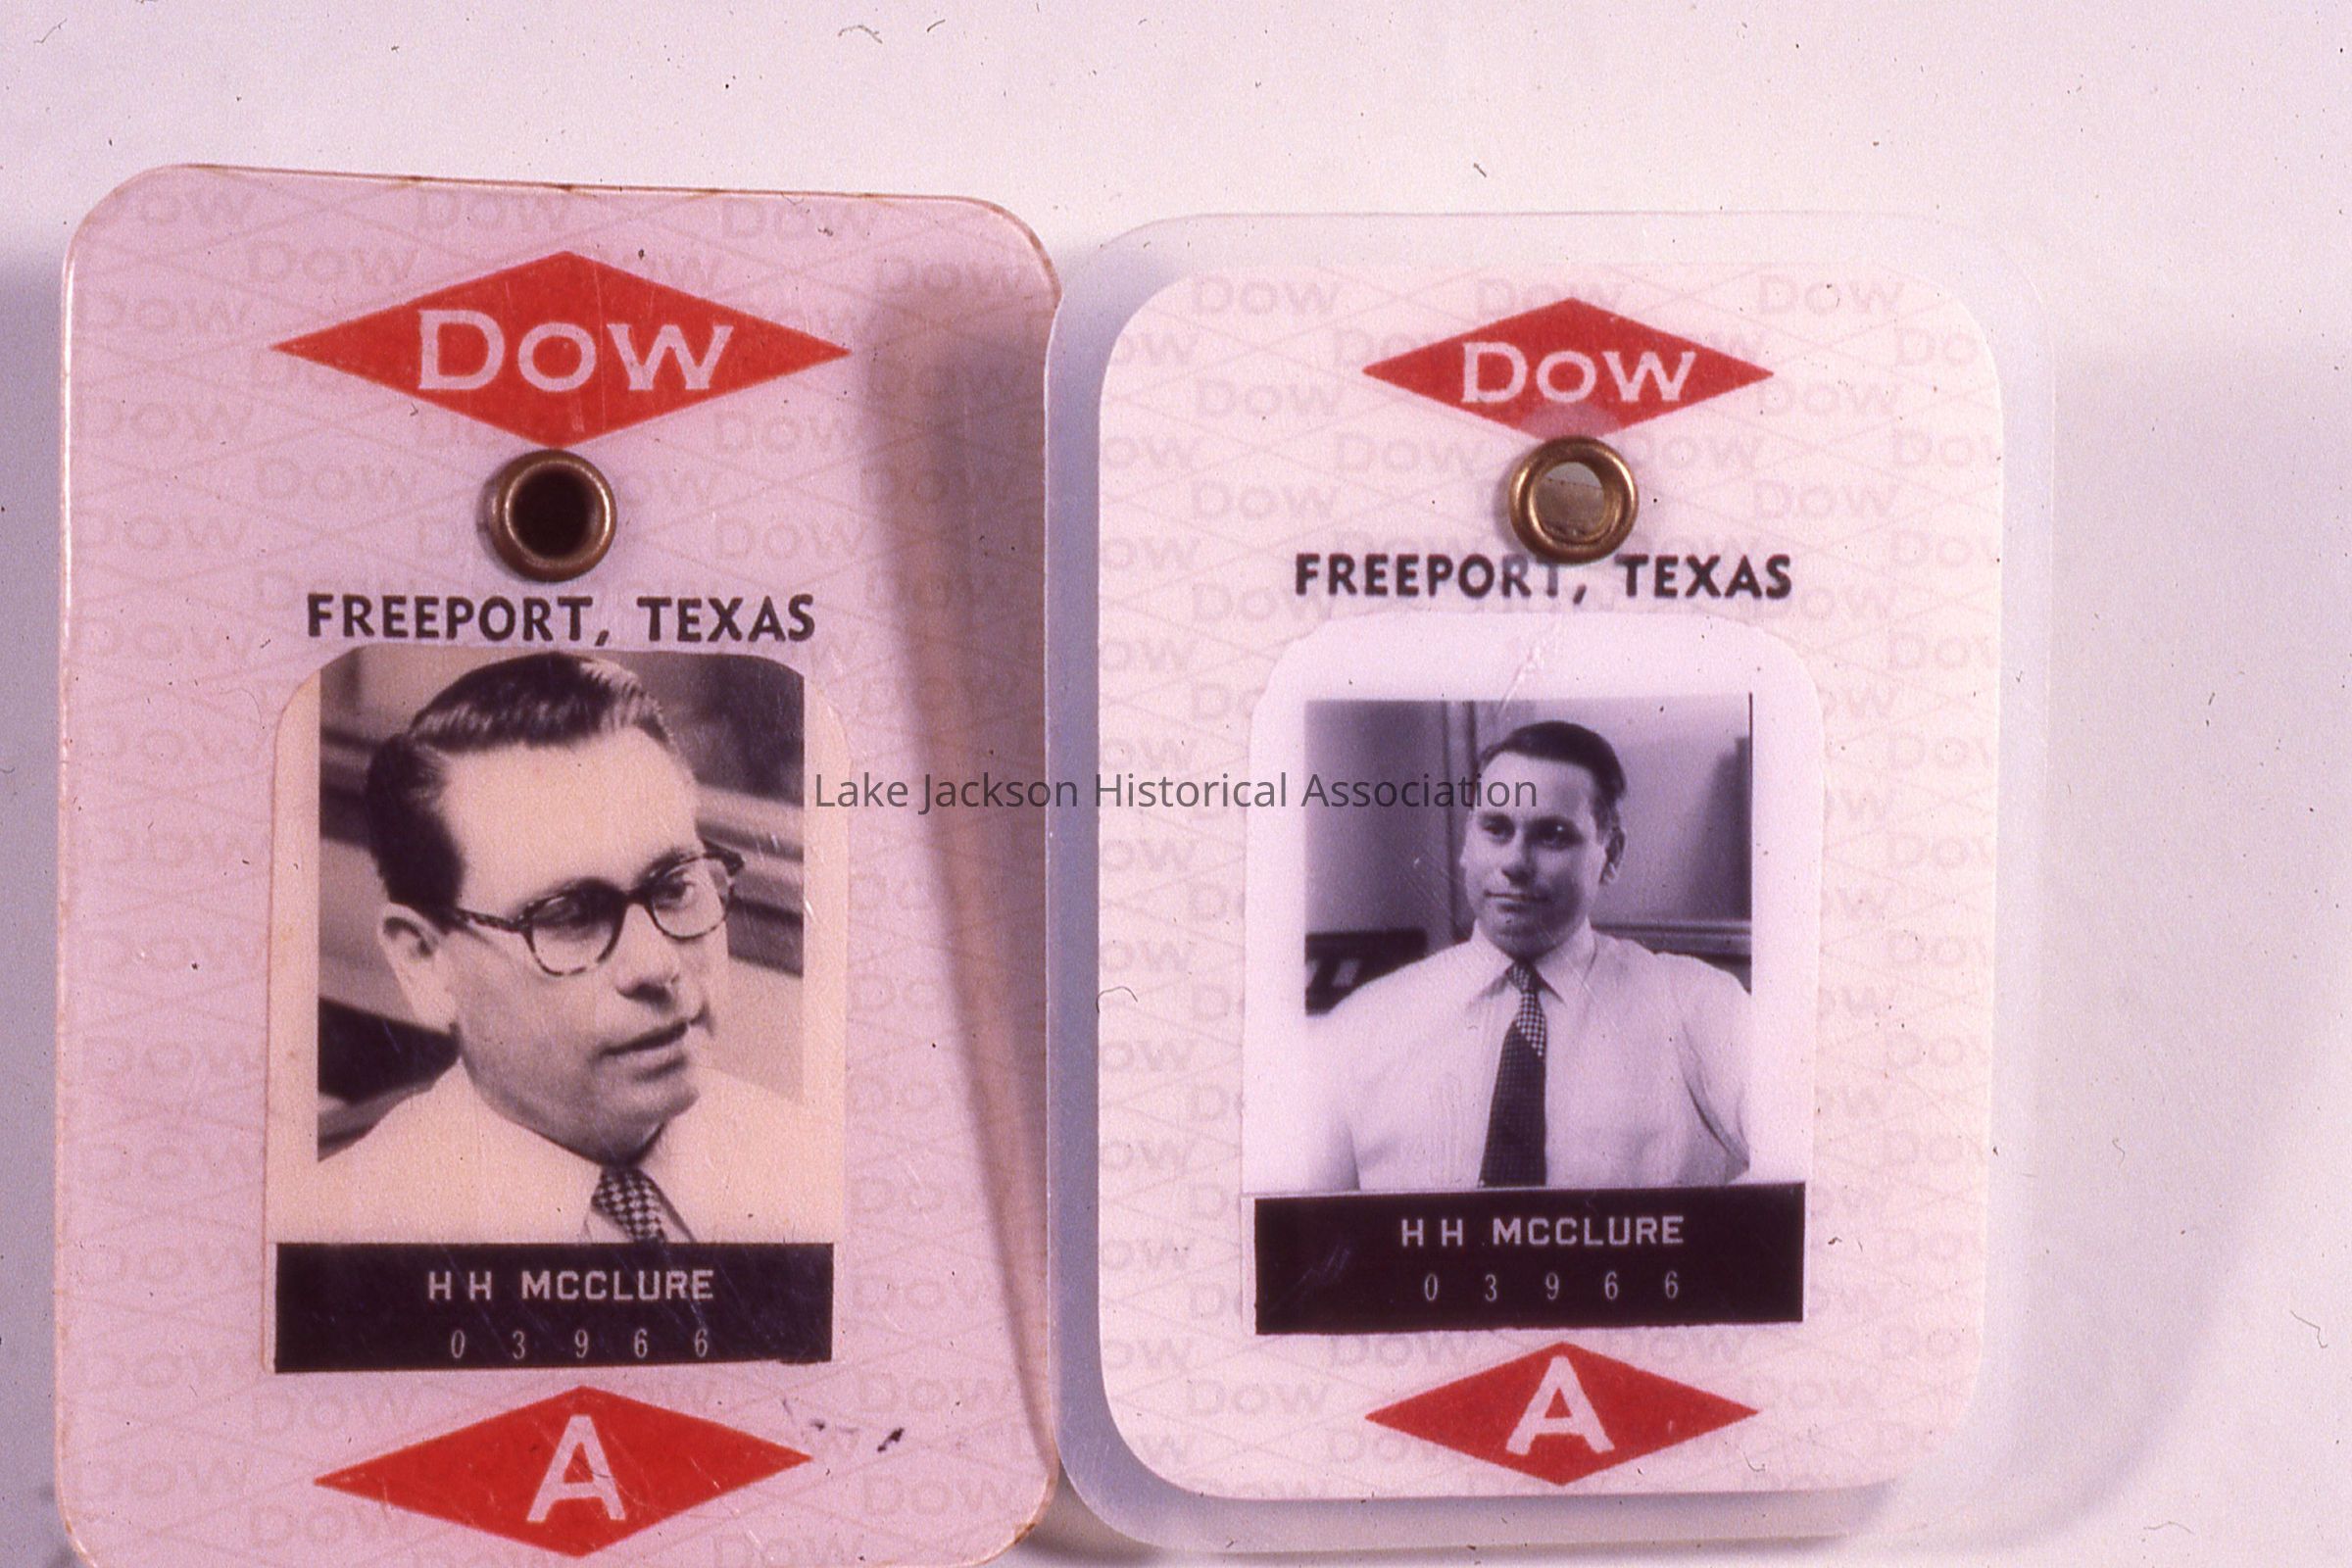 Dow
FREEPORT, TEXAS
H H MCCLURE
0 3 9 6 6
A
Dow
FREEPORT, TEXAS
H H MCCLURE
0 3 9 6 6
A
Lake Jackson Historical Association